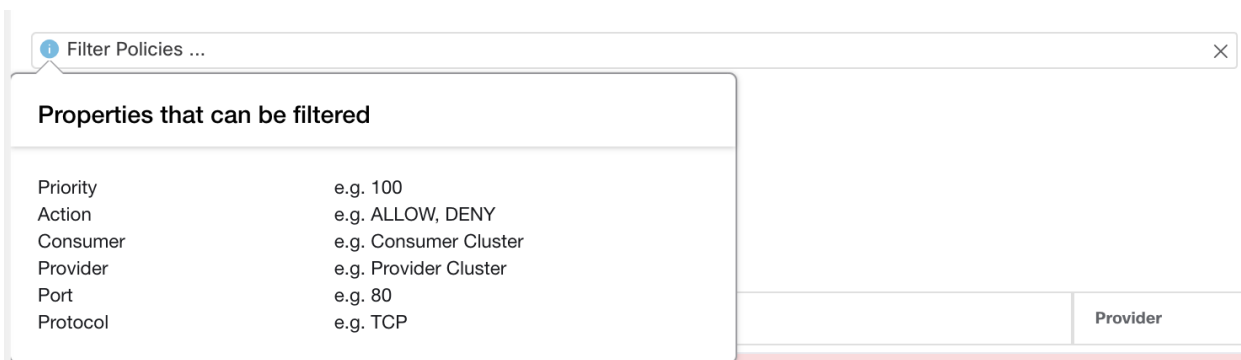 Filter Policies ...
Properties that can be filtered
Priority e.g. 100
Action e.g. ALLOW, DENY
Consumer e.g. Consumer Cluster
Provider e.g. Provider Cluster
Port e.g. 80
Protocol e.g. TCP
Provider